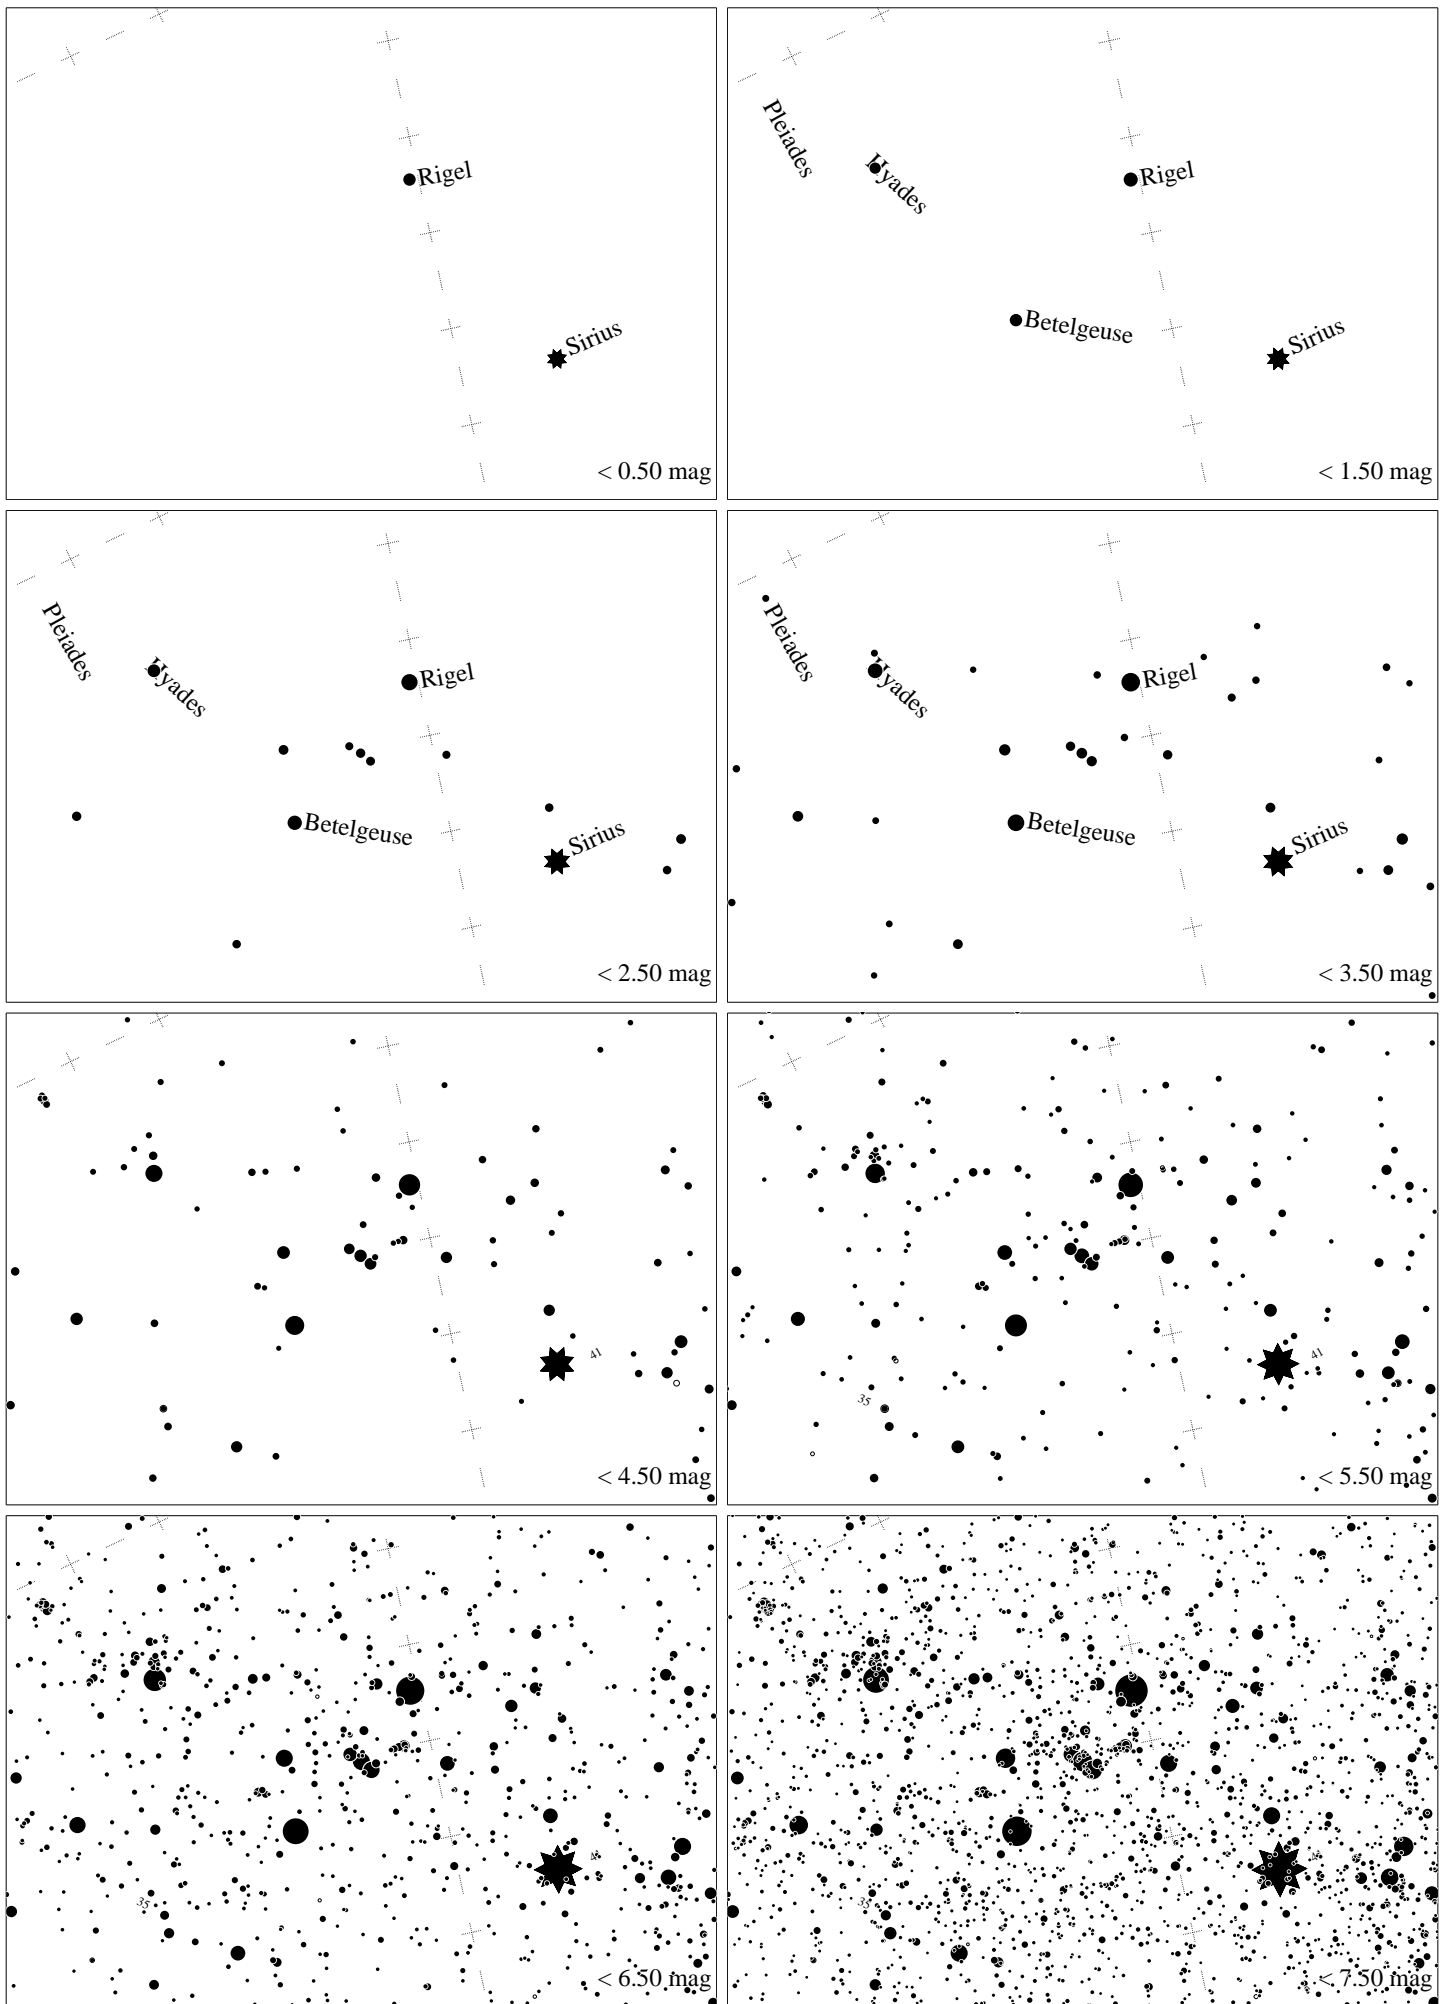 Rigel
Sirius
< 0.50 mag
Pleiades
Hyades
Rigel
Betelgeuse
Sirius
< 1.50 mag
Pleiades
Hyades
Rigel
Betelgeuse
Sirius
< 2.50 mag
Pleiades
Hyades
Rigel
Betelgeuse
Sirius
< 3.50 mag
41
< 4.50 mag
41
35
< 5.50 mag
35
< 6.50 mag
35
< 7.50 mag